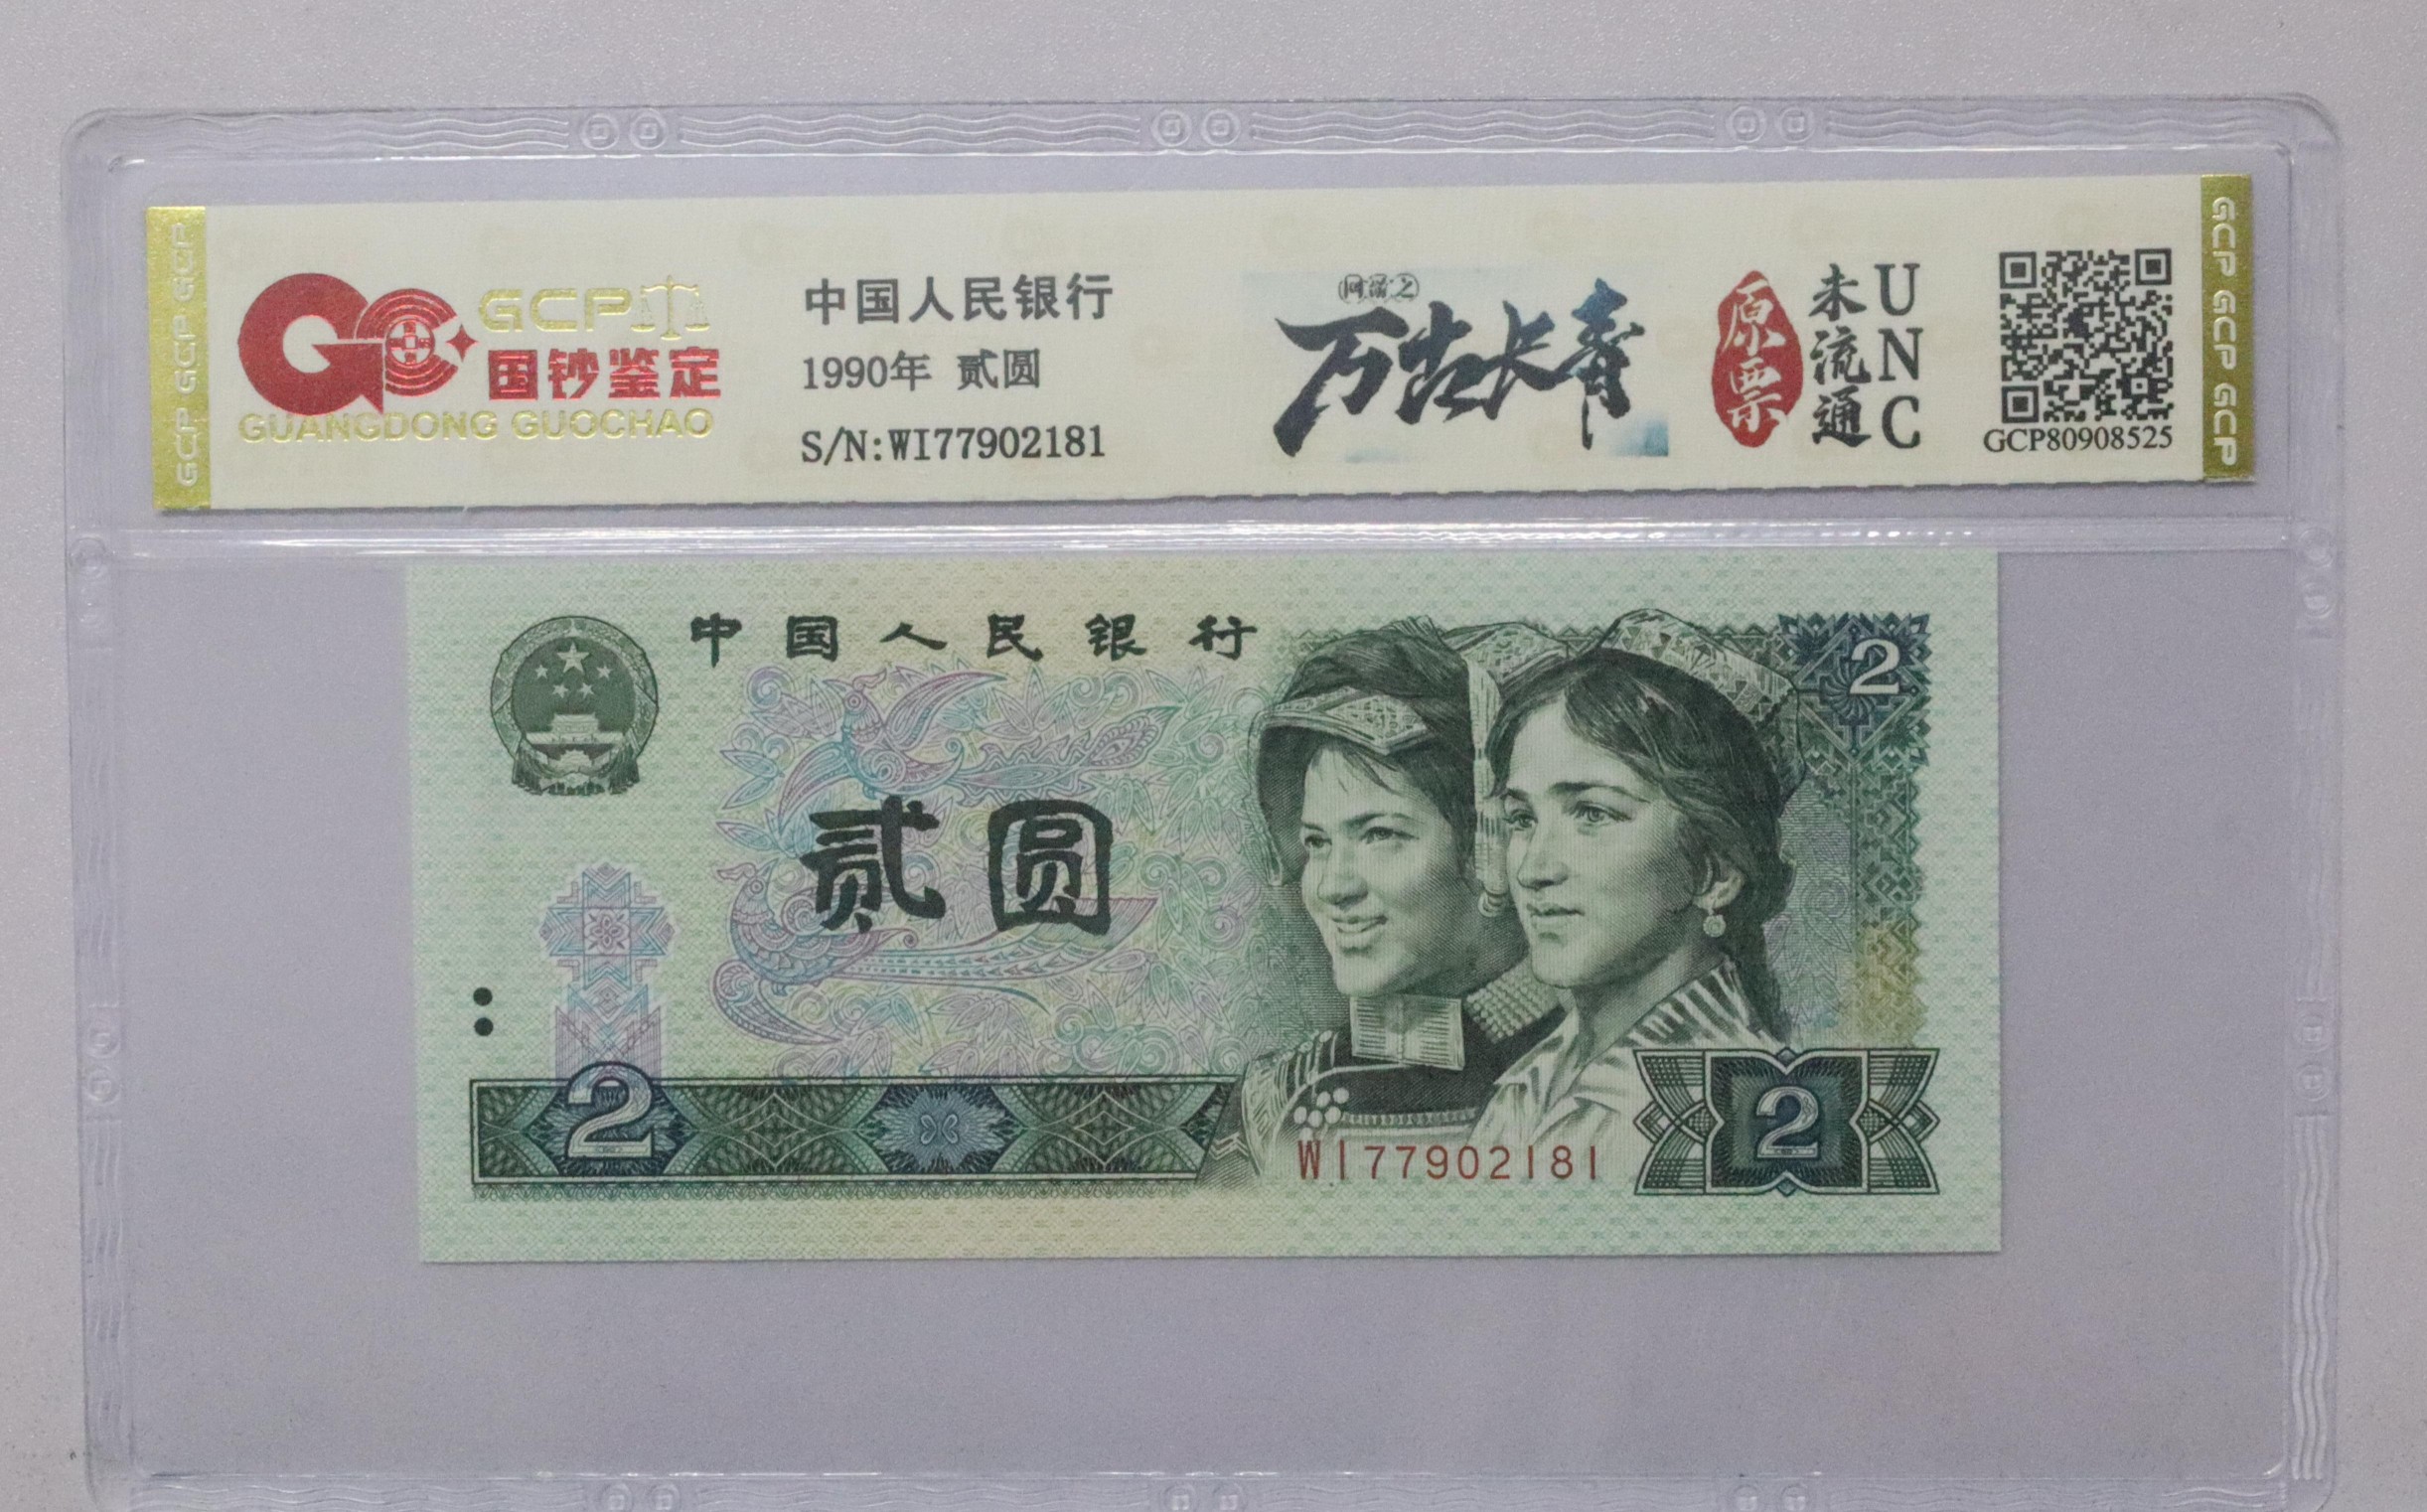 GCP GCP GCP
GCP
国钞鉴定
GUANGDONG GUOCHAO
中国人民银行
1990年 贰圆
S/N:WI77902181
万古长青
原票
未流通
UNC
GCP80908525
GCP GCP GCP
中国人民银行
2
贰圆
2
WI77902181
2